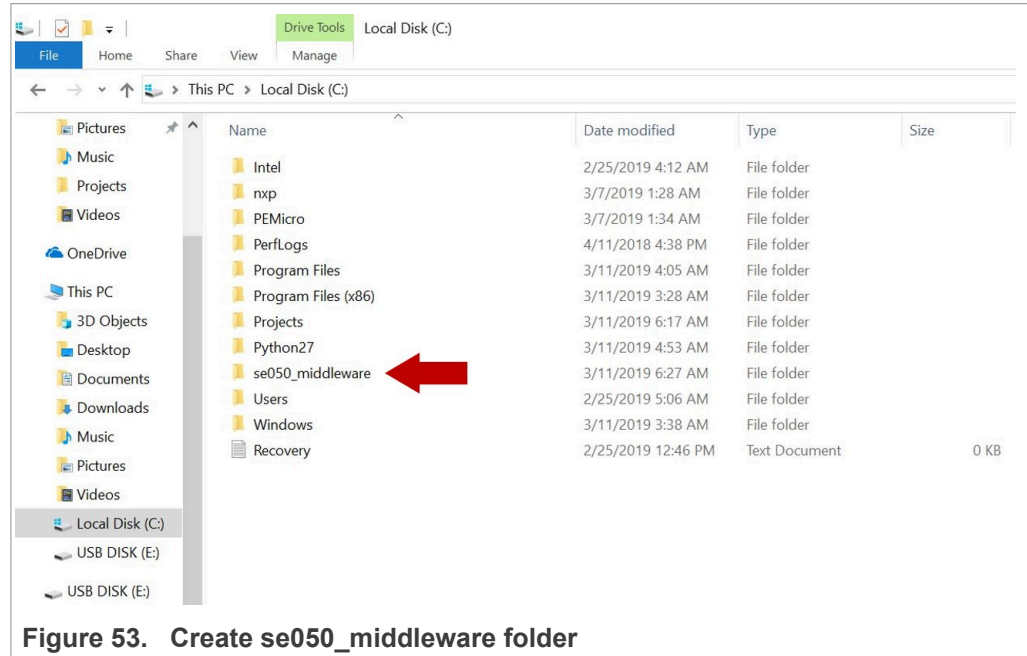 Drive Tools Local Disk (C:)
File Home Share View Manage
This PC > Local Disk (C:)
Pictures
Music
Projects
Videos
OneDrive
This PC
3D Objects
Desktop
Documents
Downloads
Music
Pictures
Videos
Local Disk (C:)
USB DISK (E:)
USB DISK (E:)
Name Date modified Type Size
Intel 2/25/2019 4:12 AM File folder
nxp 3/7/2019 1:28 AM File folder
PEMicro 3/7/2019 1:34 AM File folder
PerfLogs 4/11/2018 4:38 PM File folder
Program Files 3/11/2019 4:05 AM File folder
Program Files (x86) 3/11/2019 3:28 AM File folder
Projects 3/11/2019 6:17 AM File folder
Python27 3/11/2019 4:53 AM File folder
se050_middleware 3/11/2019 6:27 AM File folder
Users 2/25/2019 5:06 AM File folder
Windows 3/11/2019 3:38 AM File folder
Recovery 2/25/2019 12:46 PM Text Document 0 KB
Figure 53. Create se050_middleware folder